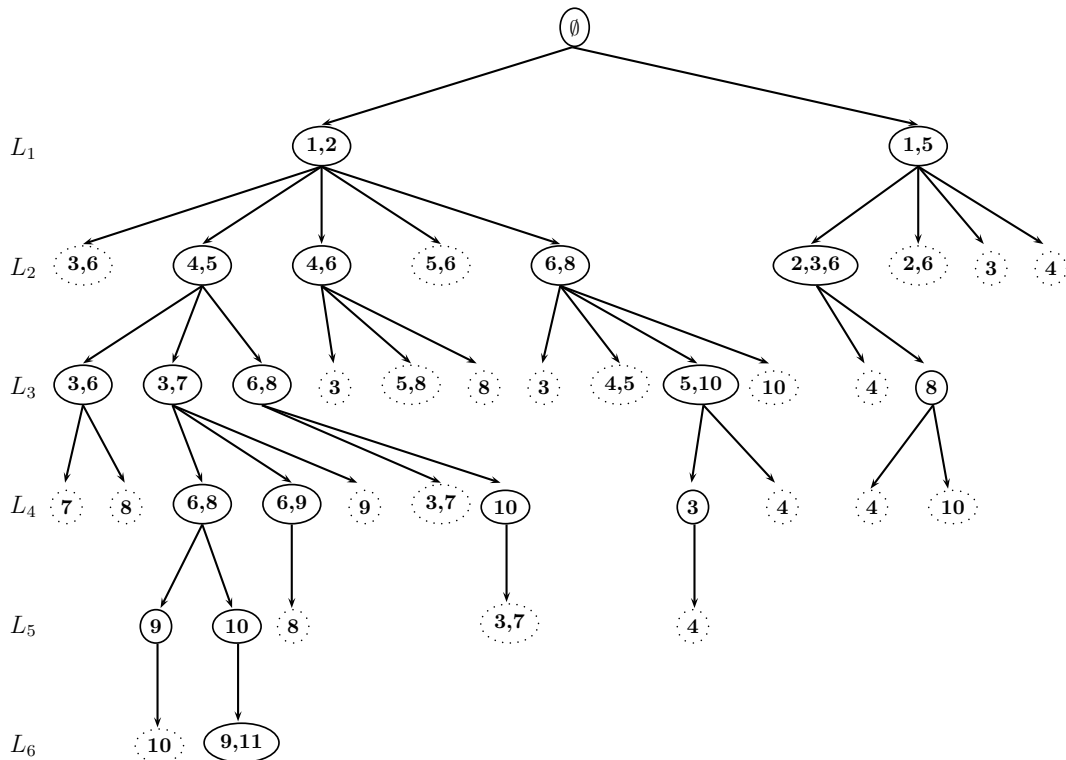 ∅
L₁ 1,2 1,5
L₂ 3,6 4,5 4,6 5,6 6,8 2,3,6 2,6 3 4
L₃ 3,6 3,7 6,8 3 5,8 8 3 4,5 5,10 10 4 8
L₄ 7 8 6,8 6,9 9 3,7 10 3 4 4 10
L₅ 9 10 8 3,7 4
L₆ 10 9,11